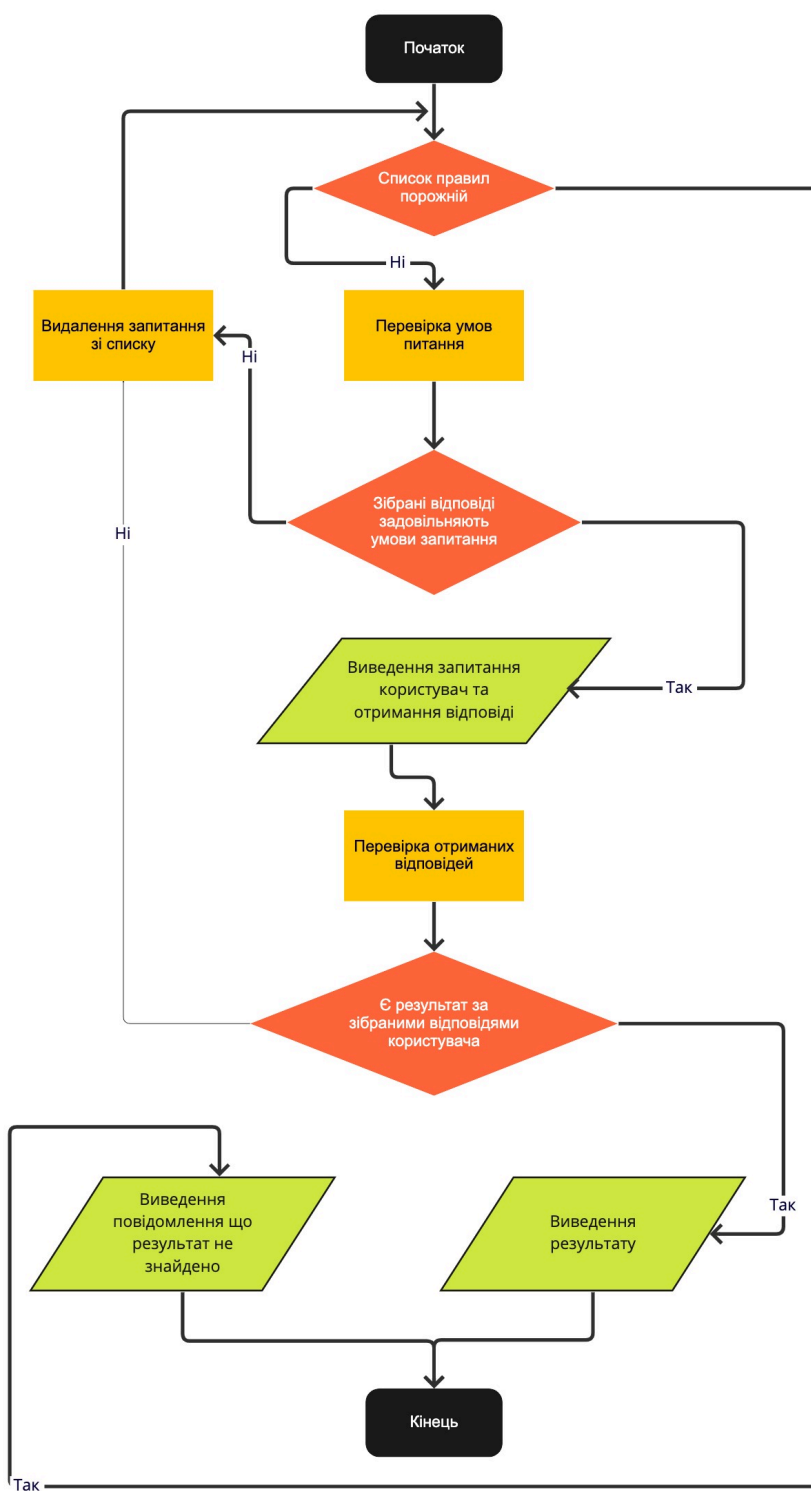 Початок
Список правил
порожній
Ні
Видалення запитання
зі списку
Перевірка умов
питання
Ні
Зібрані відповіді
задовільняють
умови запитання
Ні
Виведення запитання
користувач та
отримання відповіді
Так
Перевірка отриманих
відповідей
Є результат за
зібраними відповідями
користувача
Виведення
повідомлення що
результат не
знайдено
Виведення
результату
Так
Кінець
Так